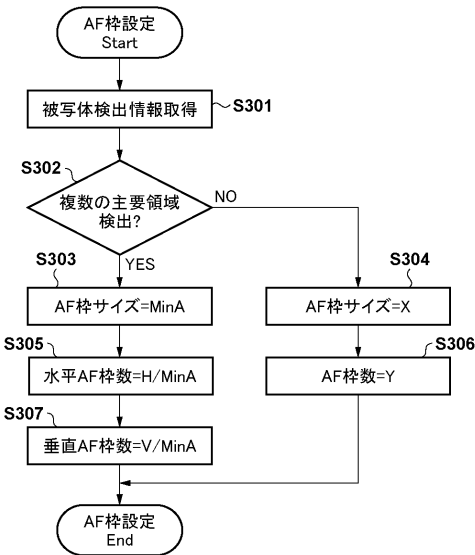 AF枠設定
Start
被写体検出情報取得
S301
S302
複数の主要領域
検出?
NO
YES
S303
AF枠サイズ=MinA
S304
AF枠サイズ=X
S305
水平AF枠数=H/MinA
S306
AF枠数=Y
S307
垂直AF枠数=V/MinA
AF枠設定
End